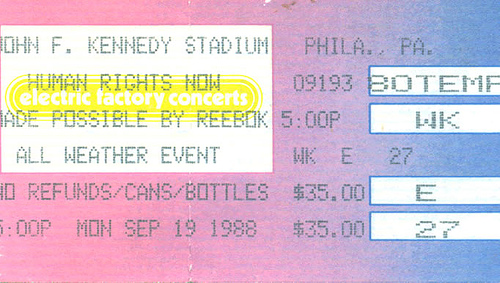 OHN F. KENNEDY STADIUM PHILA., PA.
HUMAN RIGHTS NOW 09193 BOTEMP
electric factory concerts
MADE POSSIBLE BY REEBOK 5:00P WK
ALL WEATHER EVENT WK E 27
NO REFUNDS/CANS/BOTTLES $35.00 E
5:00P MON SEP 19 1988 $35.00 27